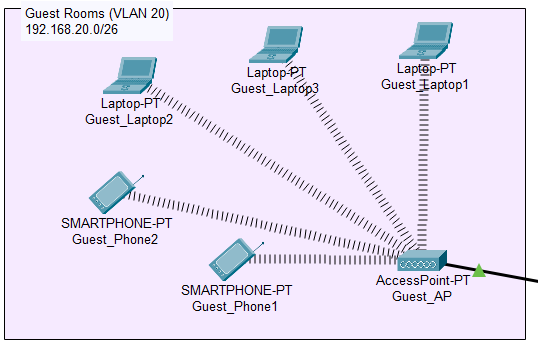 Guest Rooms (VLAN 20)
192.168.20.0/26
Laptop-PT
Guest_Laptop2
Laptop-PT
Guest_Laptop3
Laptop-PT
Guest_Laptop1
SMARTPHONE-PT
Guest_Phone2
SMARTPHONE-PT
Guest_Phone1
AccessPoint-PT
Guest_AP